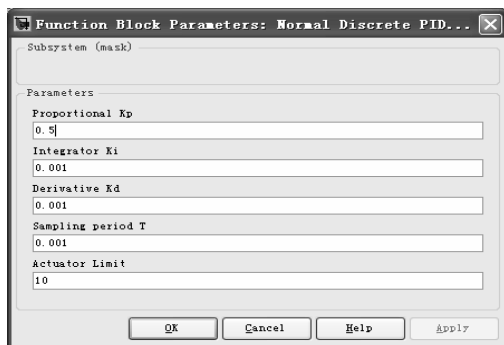 Function Block Parameters: Normal Discrete PID...
Subsystem (mask)
Parameters
Proportional Kp
0.5
Integrator Ki
0.001
Derivative Kd
0.001
Sampling period T
0.001
Actuator Limit
10
OK Cancel Help Apply